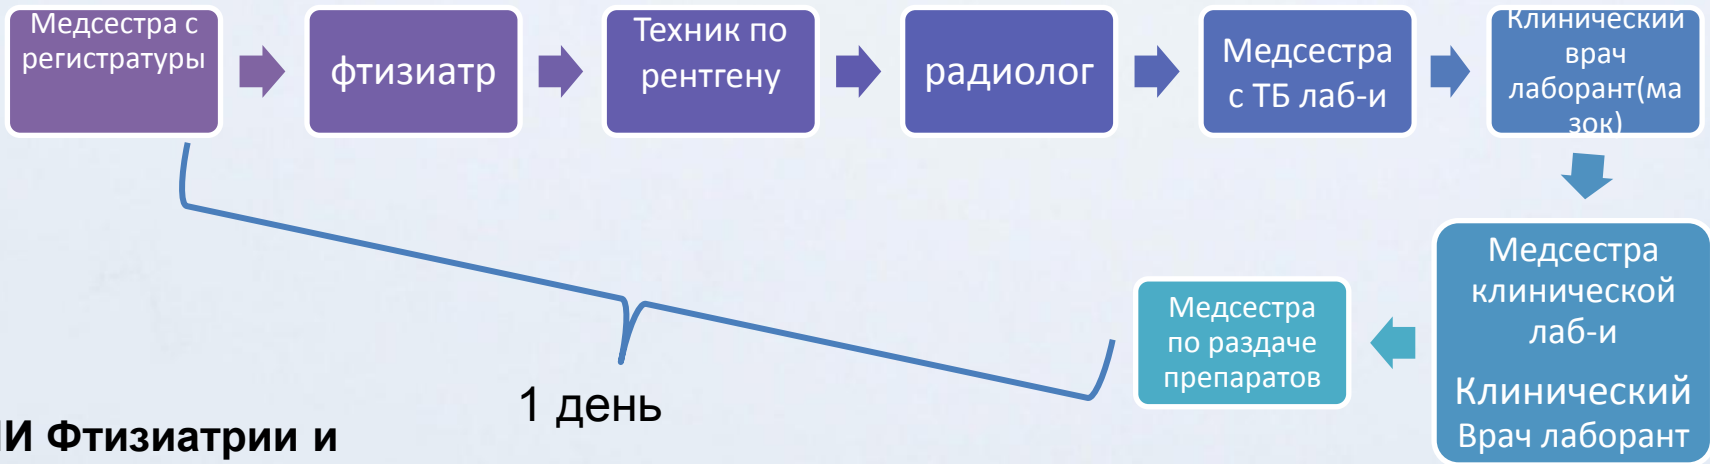 Медсестра с
регистратуры
фтизиатр
Техник по
рентгену
радиолог
Медсестра
с ТБ лаб-и
Клинический
врач
лаборант(ма
зок)
Медсестра
клинической
лаб-и
Клинический
Врач лаборант
Медсестра
по раздаче
препаратов
1 день
Фтизиатрии и